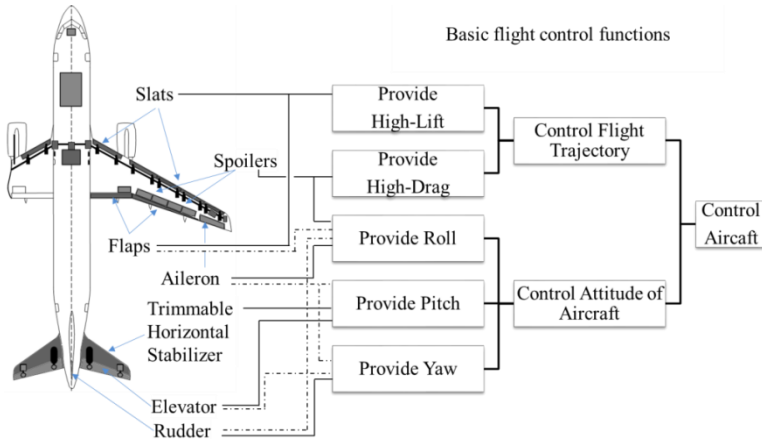 Basic flight control functions
Slats
Spoilers
Flaps
Aileron
Trimmable
Horizontal
Stabilizer
Elevator
Rudder
Provide
High-Lift
Provide
High-Drag
Provide Roll
Provide Pitch
Provide Yaw
Control Flight
Trajectory
Control Attitude of
Aircraft
Control
Aircaft